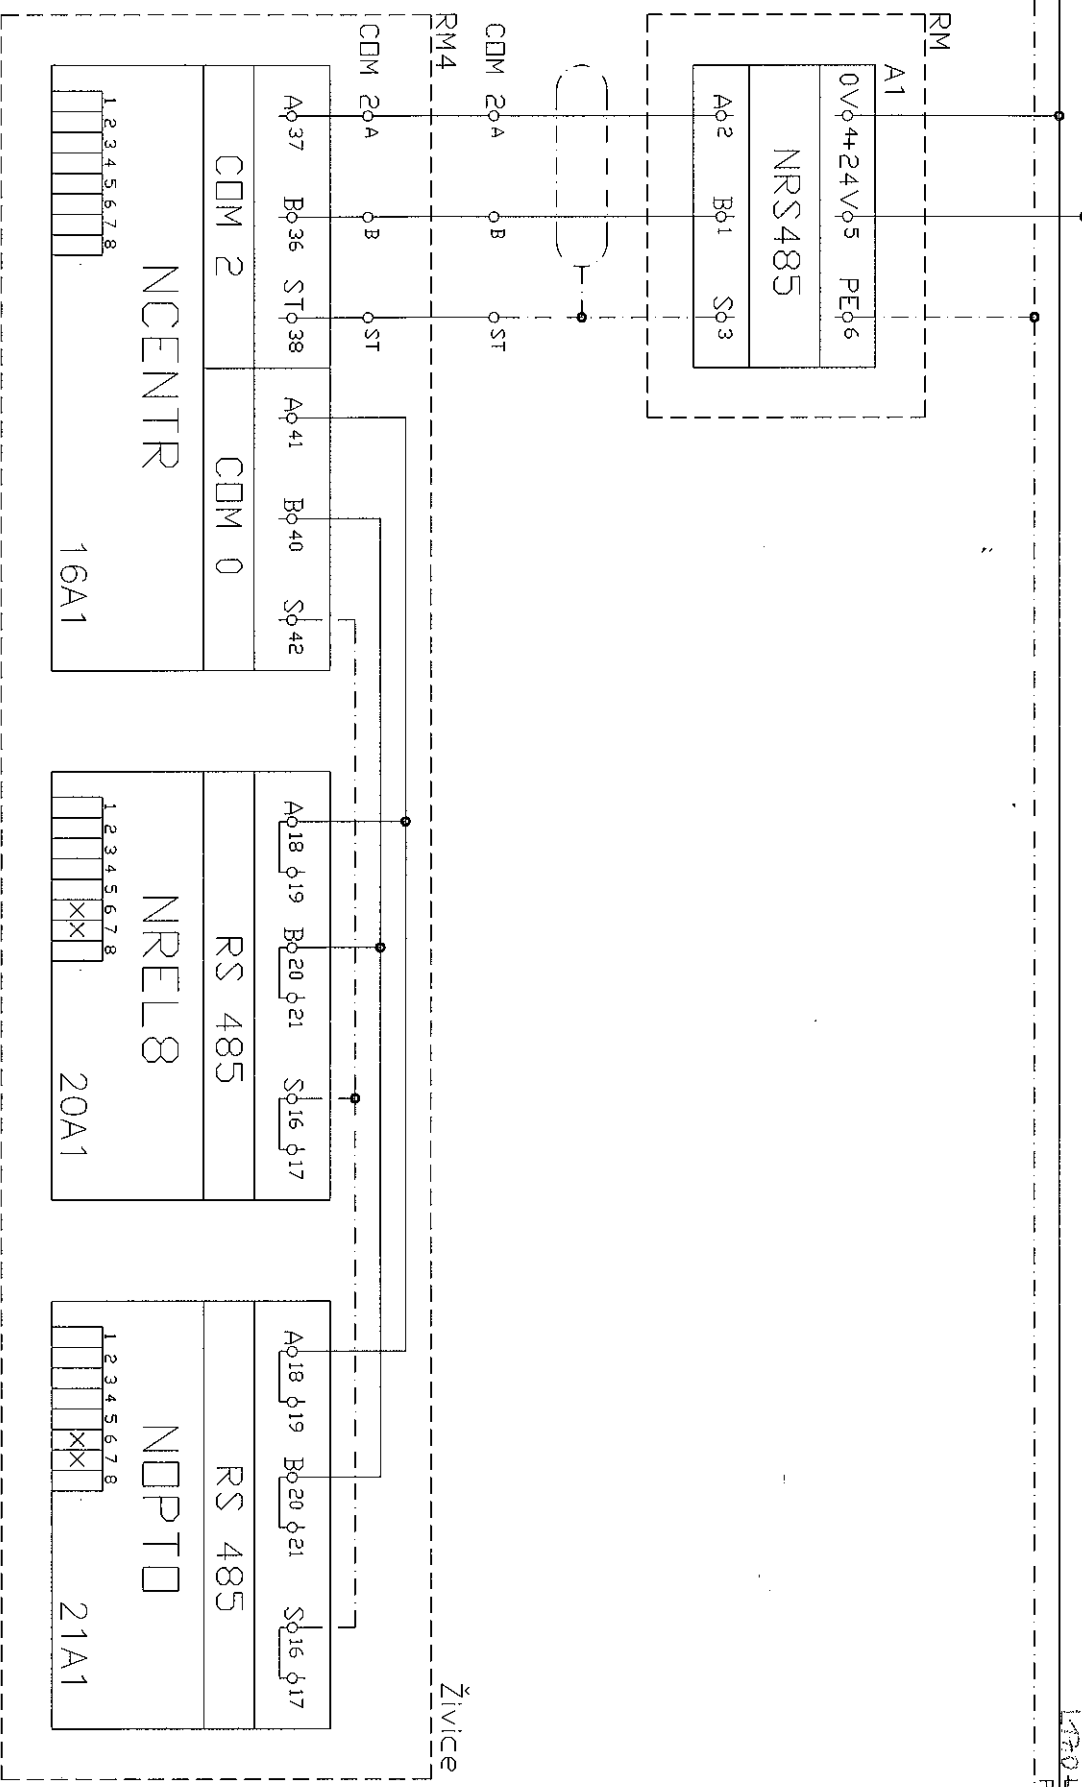 RM
A1
0V 4 +24V 5 PE 6
NRS485
A 2 B 1 S 3
COM 2 A B ST
RM4
Živice
COM 2 A B ST
A 37 B 36 ST 38 A 41 B 40 S 42
COM 2 COM 0
NCENTR
1 2 3 4 5 6 7 8
16A1
A 18 19 B 20 21 S 16 17
RS 485
NREL8
1 2 3 4 5 6 7 8
XX
20A1
A 18 19 B 20 21 S 16 17
RS 485
NOPTO
1 2 3 4 5 6 7 8
XX
21A1